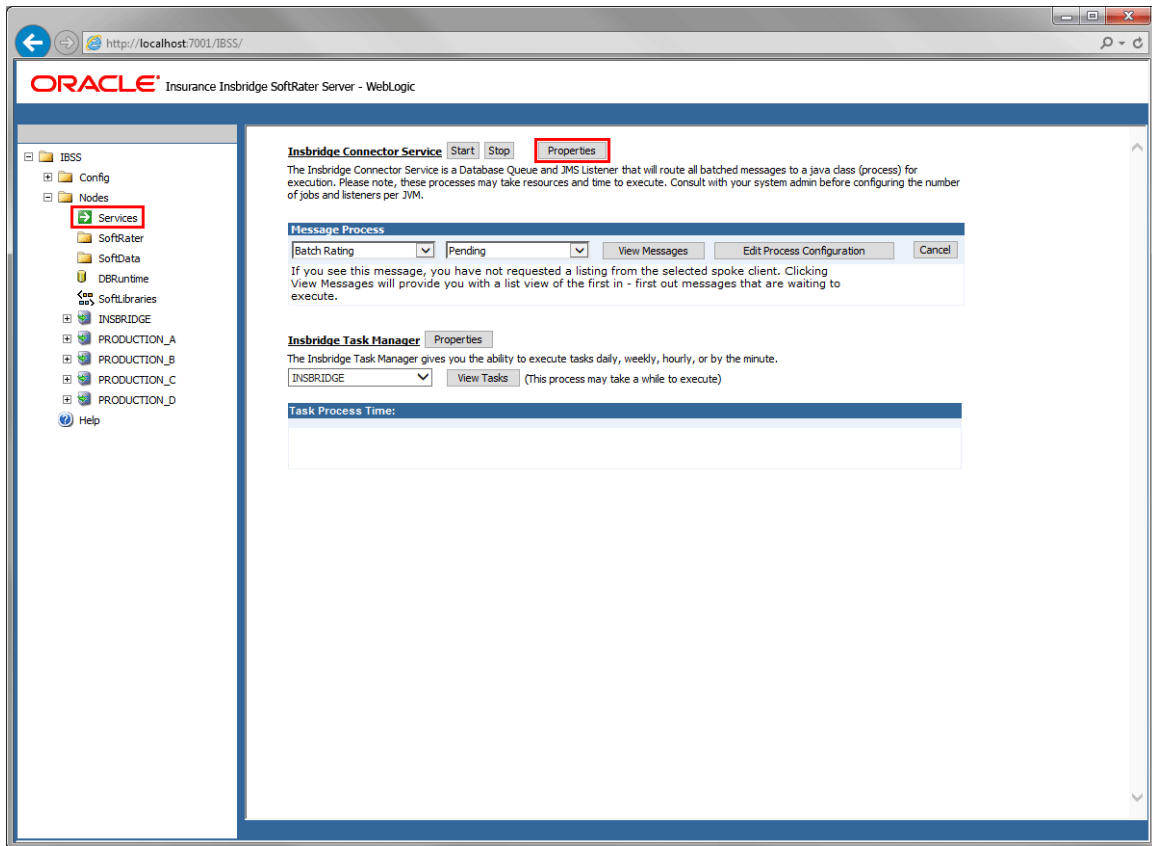 http://localhost:7001/IBSS/
ORACLE Insurance Insbridge SoftRater Server - WebLogic
IBSS
Config
Nodes
Services
SoftRater
SoftData
DBRuntime
SoftLibraries
INSBRIDGE
PRODUCTION_A
PRODUCTION_B
PRODUCTION_C
PRODUCTION_D
Help
Insbridge Connector Service Start Stop Properties
The Insbridge Connector Service is a Database Queue and JMS Listener that will route all batched messages to a java class (process) for
execution. Please note, these processes may take resources and time to execute. Consult with your system admin before configuring the number
of jobs and listeners per JVM.
Message Process
Batch Rating Pending View Messages Edit Process Configuration Cancel
If you see this message, you have not requested a listing from the selected spoke client. Clicking
View Messages will provide you with a list view of the first in - first out messages that are waiting to
execute.
Insbridge Task Manager Properties
The Insbridge Task Manager gives you the ability to execute tasks daily, weekly, hourly, or by the minute.
INSBRIDGE View Tasks (This process may take a while to execute)
Task Process Time: